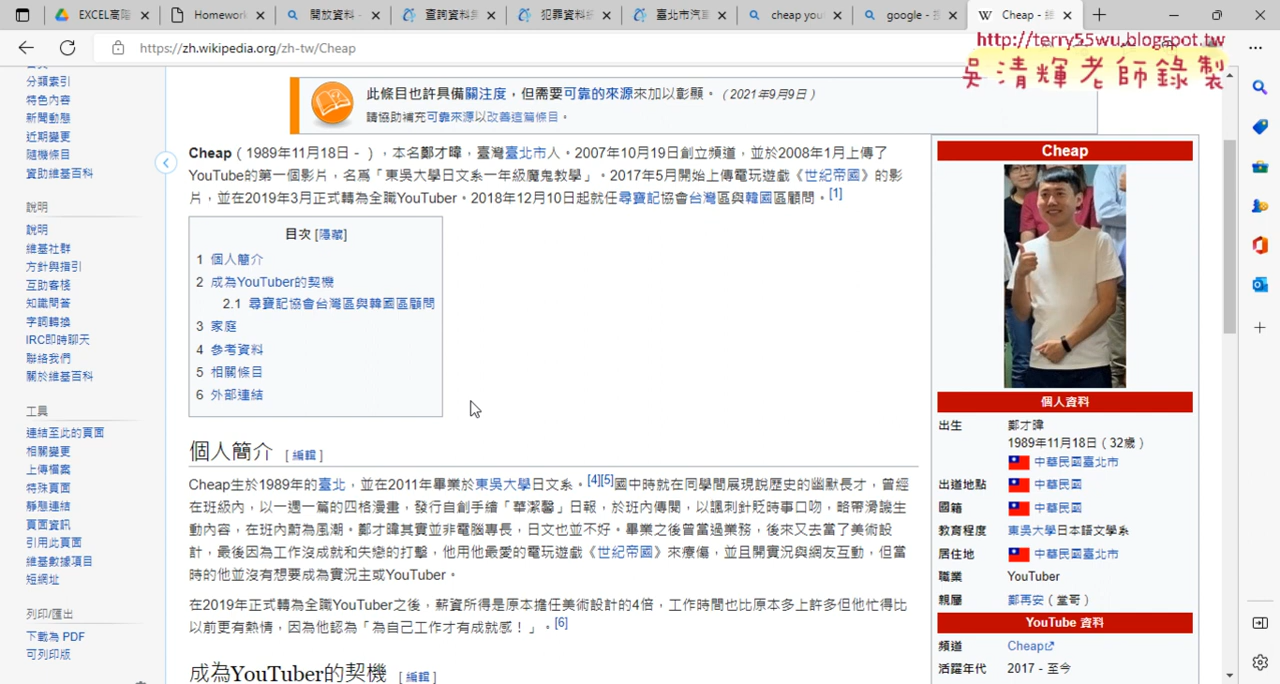 EXCEL高階
Homework
開放資料 -
查詢資料集
犯罪資料統
臺北市汽車
cheap you
google -
W Cheap - 維
https://zh.wikipedia.org/zh-tw/Cheap
http://terry55wu.blogspot.tw
吳清輝老師錄製
分類索引
特色內容
新聞動態
近期變更
隨機條目
資助維基百科
說明
說明
維基社群
方針與指引
互助客棧
知識問答
字詞轉換
IRC即時聊天
聯絡我們
關於維基百科
工具
連結至此的頁面
相關變更
上傳檔案
特殊頁面
靜態連結
頁面資訊
引用此頁面
維基數據項目
短網址
列印/匯出
下載為 PDF
可列印版
此條目也許具備關注度，但需要可靠的來源來加以彰顯。（2021年9月9日）
請協助補充可靠來源以改善這篇條目。
Cheap（1989年11月18日－ ），本名鄭才暐，臺灣臺北市人。2007年10月19日創立頻道，並於2008年1月上傳了
YouTube的第一個影片，名爲「東吳大學日文系一年級魔鬼教學」。2017年5月開始上傳電玩遊戲《世紀帝國》的影
片，並在2019年3月正式轉為全職YouTuber。2018年12月10日起就任尋寶記協會台灣區與韓國區顧問。[1]
目次 [隱藏]
1 個人簡介
2 成為YouTuber的契機
2.1 尋寶記協會台灣區與韓國區顧問
3 家庭
4 參考資料
5 相關條目
6 外部連結
個人簡介 [編輯]
Cheap生於1989年的臺北，並在2011年畢業於東吳大學日文系。[4][5]國中時就在同學間展現說歷史的幽默長才，曾經
在班級內，以一週一篇的四格漫畫，發行自創手繪「華潔馨」日報，於班內傳閱，以諷刺針貶時事口吻，略帶滑譏生
動內容，在班內蔚為風潮。鄭才暐其實並非電腦專長，日文也並不好。畢業之後曾當過業務，後來又去當了美術設
計，最後因為工作沒成就和失戀的打擊，他用他最愛的電玩遊戲《世紀帝國》來療傷，並且開實況與網友互動，但當
時的他並沒有想要成為實況主或YouTuber。
在2019年正式轉為全職YouTuber之後，薪資所得是原本擔任美術設計的4倍，工作時間也比原本多上許多但他忙得比
以前更有熱情，因為他認為「為自己工作才有成就感！」。[6]
成為YouTuber的契機 [編輯]
Cheap
個人資料
出生 鄭才暐
1989年11月18日（32歲）
中華民國臺北市
出道地點 中華民國
國籍 中華民國
教育程度 東吳大學日本語文學系
居住地 中華民國臺北市
職業 YouTuber
親屬 鄭再安（堂哥）
YouTube 資料
頻道 Cheap
活躍年代 2017 - 至今